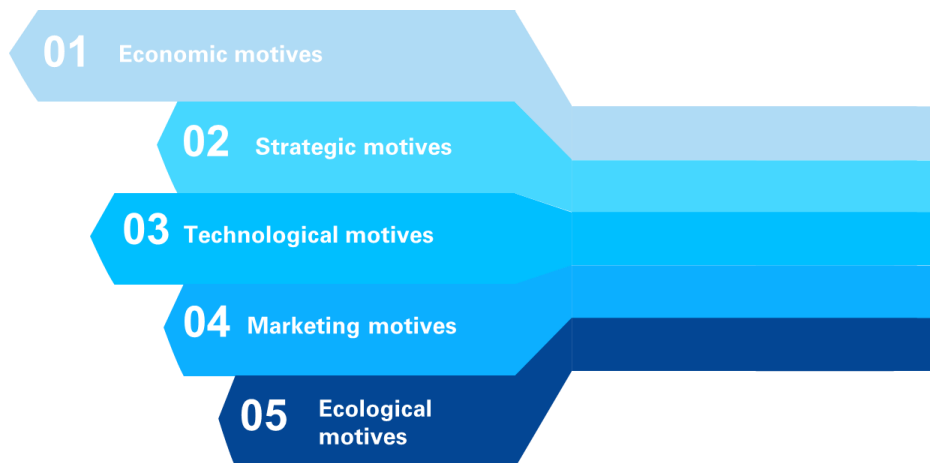 01 Economic motives
02 Strategic motives
03 Technological motives
04 Marketing motives
05 Ecological
motives